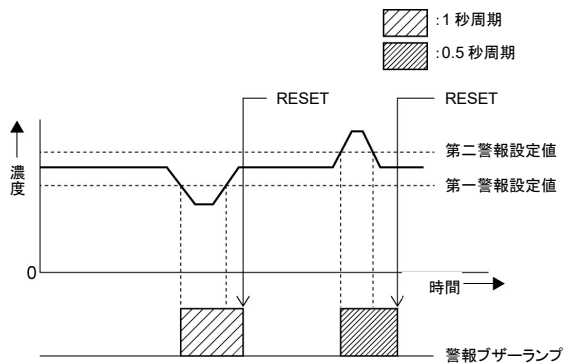 :1 秒周期
:0.5 秒周期
RESET
RESET
濃度
第二警報設定値
第一警報設定値
0
時間
警報ブザーランプ